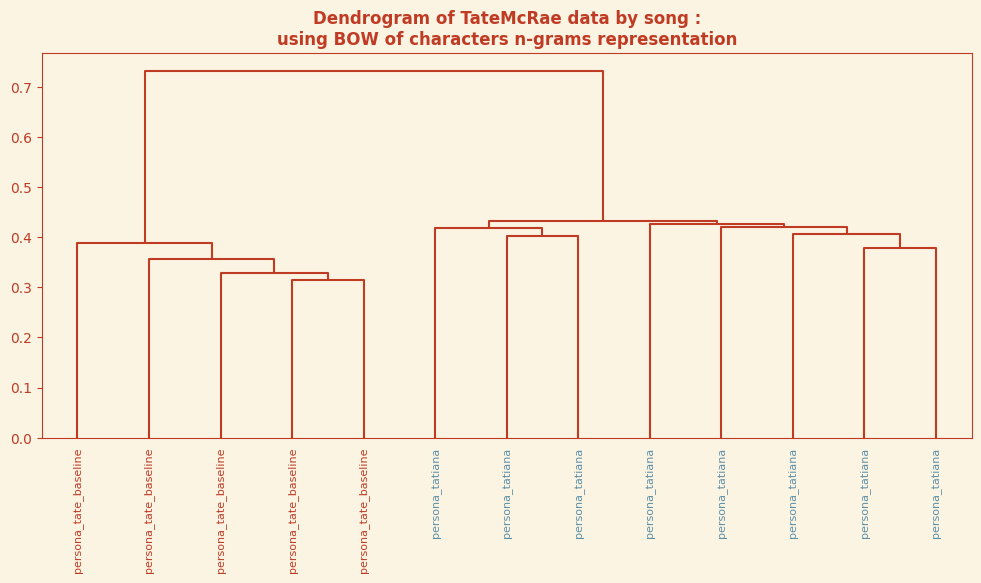 Dendrogram of TateMcRae data by song :
using BOW of characters n-grams representation
0.7
0.6
0.5
0.4
0.3
0.2
0.1
0.0
persona_tate_baseline
persona_tate_baseline
persona_tate_baseline
persona_tate_baseline
persona_tate_baseline
persona_tatiana
persona_tatiana
persona_tatiana
persona_tatiana
persona_tatiana
persona_tatiana
persona_tatiana
persona_tatiana